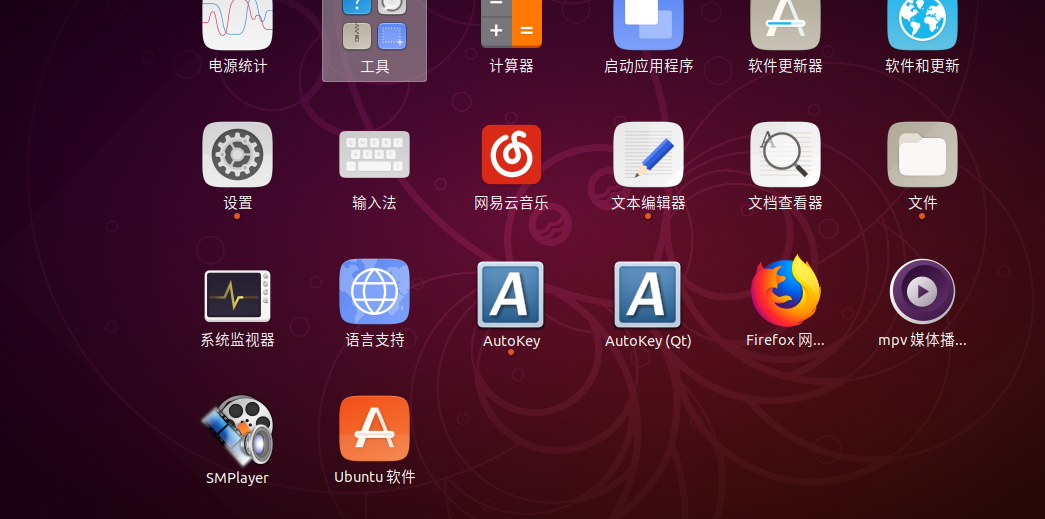 电源统计
工具
计算器
启动应用程序
软件更新器
软件和更新
设置
输入法
网易云音乐
文本编辑器
文档查看器
文件
系统监视器
语言支持
AutoKey
AutoKey (Qt)
Firefox 网...
mpv 媒体播...
SMPlayer
Ubuntu 软件